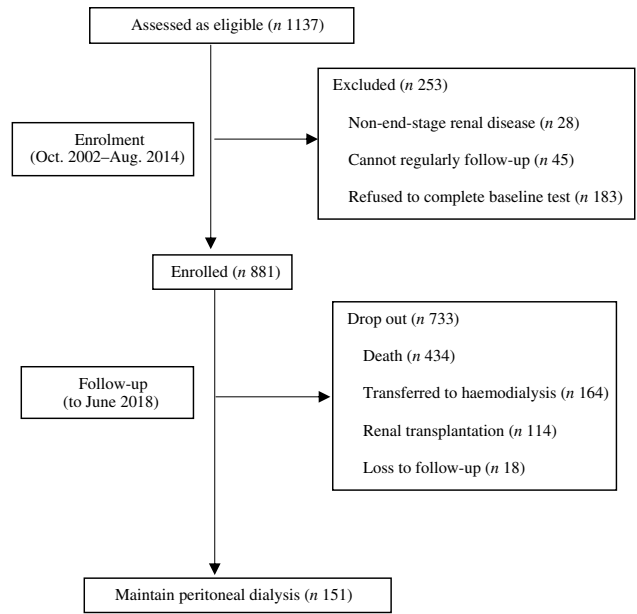 Assessed as eligible (n 1137)
Excluded (n 253)
Non-end-stage renal disease (n 28)
Cannot regularly follow-up (n 45)
Refused to complete baseline test (n 183)
Enrolment
(Oct. 2002–Aug. 2014)
Enrolled (n 881)
Drop out (n 733)
Death (n 434)
Transferred to haemodialysis (n 164)
Renal transplantation (n 114)
Loss to follow-up (n 18)
Follow-up
(to June 2018)
Maintain peritoneal dialysis (n 151)